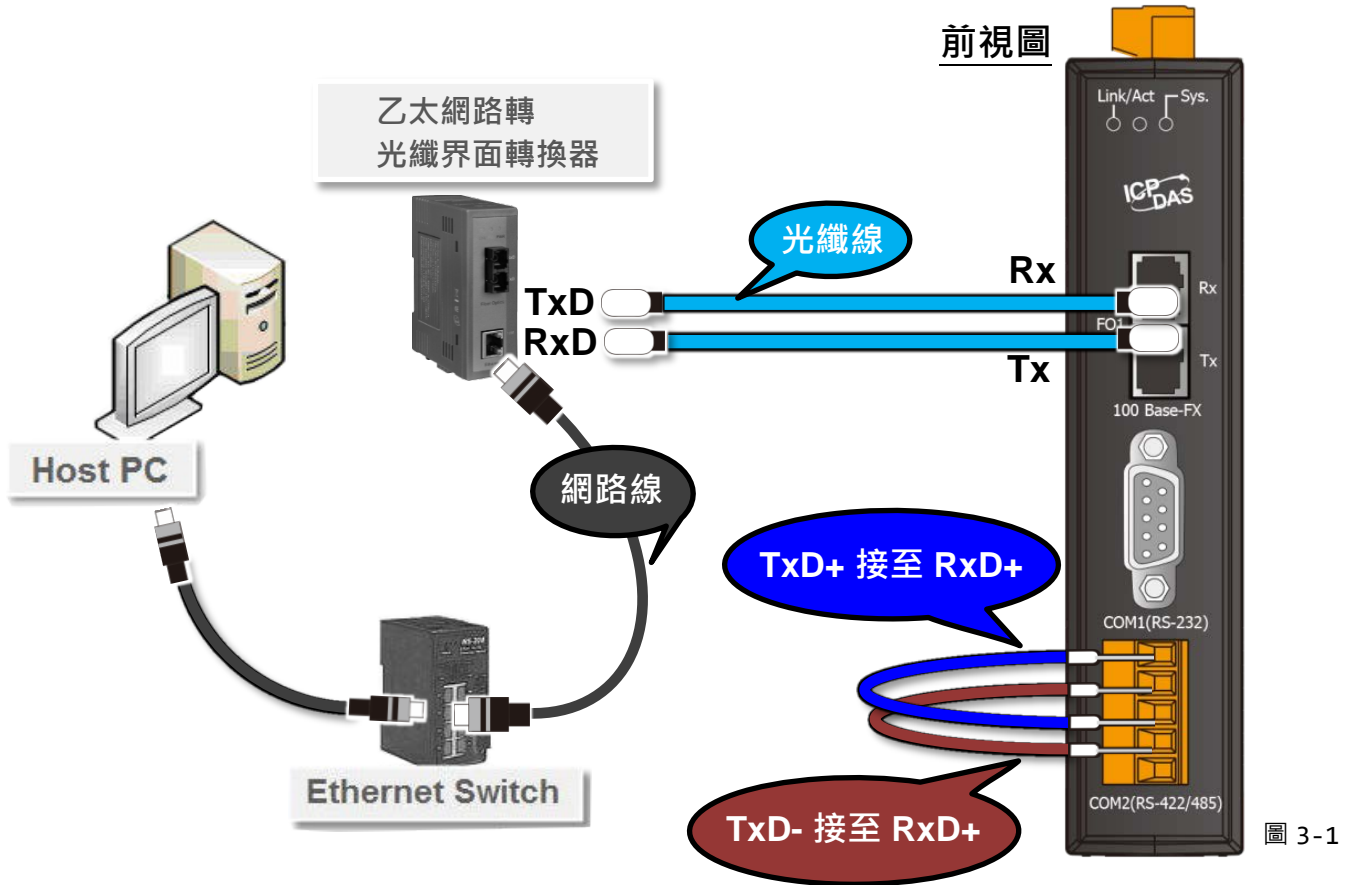 前視圖
Link/Act
Sys.
ICP DAS
乙太網路轉
光纖界面轉換器
光纖線
Rx
Rx
TxD
FO1
RxD
Tx
Tx
100 Base-FX
Host PC
網路線
TxD+ 接至 RxD+
COM1(RS-232)
Ethernet Switch
COM2(RS-422/485)
TxD- 接至 RxD+
圖 3-1